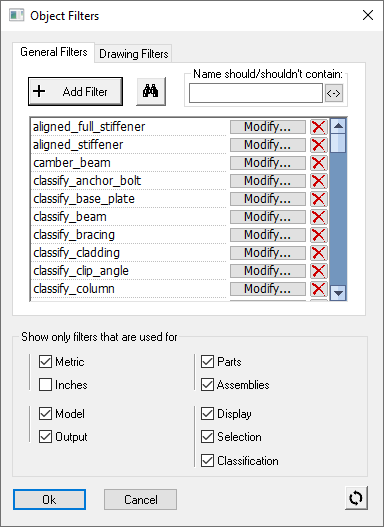 Object Filters
General Filters
Drawing Filters
Add Filter
Name should/shouldn't contain:
<->
aligned_full_stiffener Modify...
aligned_stiffener Modify...
camber_beam Modify...
classify_anchor_bolt Modify...
classify_base_plate Modify...
classify_beam Modify...
classify_bracing Modify...
classify_cladding Modify...
classify_clip_angle Modify...
classify_column Modify...
Show only filters that are used for
Metric
Parts
Inches
Assemblies
Model
Display
Output
Selection
Classification
Ok
Cancel